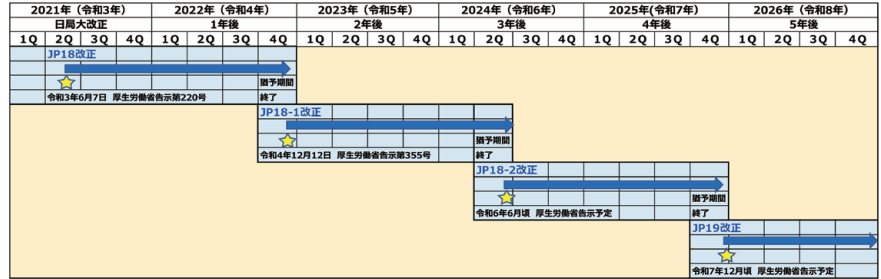 2021年（令和3年） 2022年（令和4年） 2023年（令和5年） 2024年（令和6年） 2025年(令和7年） 2026年（令和8年）
日局大改正 1年後 2年後 3年後 4年後 5年後
1Q 2Q 3Q 4Q 1Q 2Q 3Q 4Q 1Q 2Q 3Q 4Q 1Q 2Q 3Q 4Q 1Q 2Q 3Q 4Q 1Q 2Q 3Q 4Q
JP18改正
猶予期間
令和3年6月7日 厚生労働省告示第220号 終了
JP18-1改正
猶予期間
令和4年12月12日 厚生労働省告示第355号 終了
JP18-2改正
猶予期間
令和6年6月頃 厚生労働省告示予定 終了
JP19改正
令和7年12月頃 厚生労働省告示予定